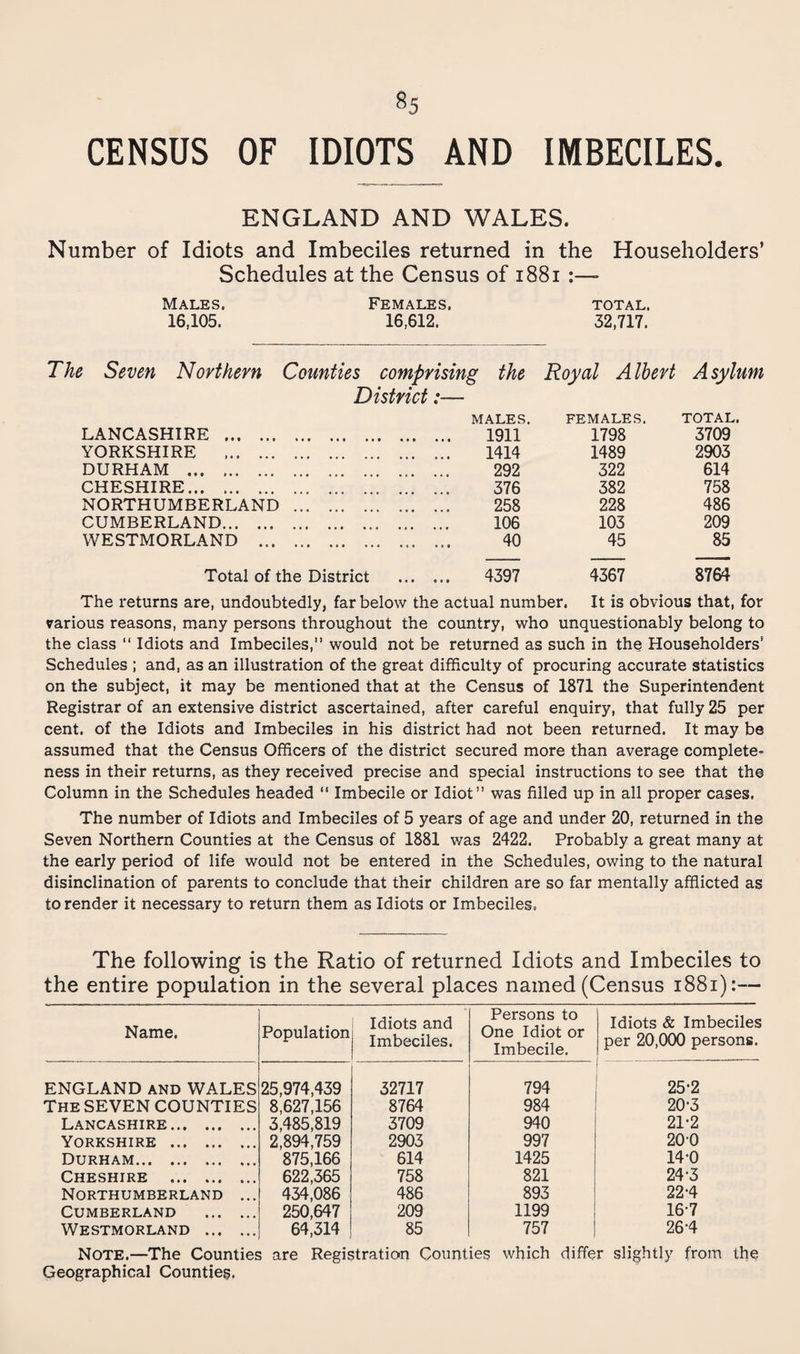 85
CENSUS OF IDIOTS AND IMBECILES.
ENGLAND AND WALES.
Number of Idiots and Imbeciles returned in the Householders'
Schedules at the Census of 1881 :—
MALES. FEMALES. TOTAL.
16,105. 16,612. 32,717.
The Seven Northern Counties comprising the Royal Albert Asylum
District :—
MALES. FEMALES. TOTAL.
LANCASHIRE ... ... ... ... ... ... ... 1911 1798 3709
YORKSHIRE ... ... ... ... ... ... ... 1414 1489 2903
DURHAM ... ... ... ... ... ... ... ... 292 322 614
CHESHIRE... ... ... ... ... ... ... ... 376 382 758
NORTHUMBERLAND ... ... ... ... ... 258 228 486
CUMBERLAND... ... ... ... ... ... ... 106 103 209
WESTMORLAND ... ... ... ... ... ... 40 45 85
Total of the District ... ... 4397 4367 8764
The returns are, undoubtedly, far below the actual number. It is obvious that, for
various reasons, many persons throughout the country, who unquestionably belong to
the class "Idiots and Imbeciles," would not be returned as such in the Householders'
Schedules ; and, as an illustration of the great difficulty of procuring accurate statistics
on the subject, it may be mentioned that at the Census of 1871 the Superintendent
Registrar of an extensive district ascertained, after careful enquiry, that fully 25 per
cent. of the Idiots and Imbeciles in his district had not been returned. It may be
assumed that the Census Officers of the district secured more than average complete-
ness in their returns, as they received precise and special instructions to see that the
Column in the Schedules headed "Imbecile or Idiot" was filled up in all proper cases.
The number of Idiots and Imbeciles of 5 years of age and under 20, returned in the
Seven Northern Counties at the Census of 1881 was 2422. Probably a great many at
the early period of life would not be entered in the Schedules, owing to the natural
disinclination of parents to conclude that their children are so far mentally afflicted as
to render it necessary to return them as Idiots or Imbeciles.
The following is the Ratio of returned Idiots and Imbeciles to
the entire population in the several places named (Census 1881):—
Name. Population Idiots and Imbeciles. Persons to One Idiot or Imbecile. Idiots & Imbeciles per 20,000 persons.
ENGLAND AND WALES 25,974,439 32717 794 25·2
THE SEVEN COUNTIES 8,627,156 8764 984 20·3
LANCASHIRE... ... ... 3,485,819 3709 940 21·2
YORKSHIRE ... ... ... 2,894,759 2903 997 20·0
DURHAM... ... ... ... 875,166 614 1425 14·0
CHESHIRE ... ... ... 622,365 758 821 24·3
NORTHUMBERLAND ... 434,086 486 893 22·4
CUMBERLAND ... ... 250,647 209 1199 16·7
WESTMORLAND ... ... 64,314 85 757 26·4
NOTE.—The Counties are Registration Counties which differ slightly from the
Geographical Counties.